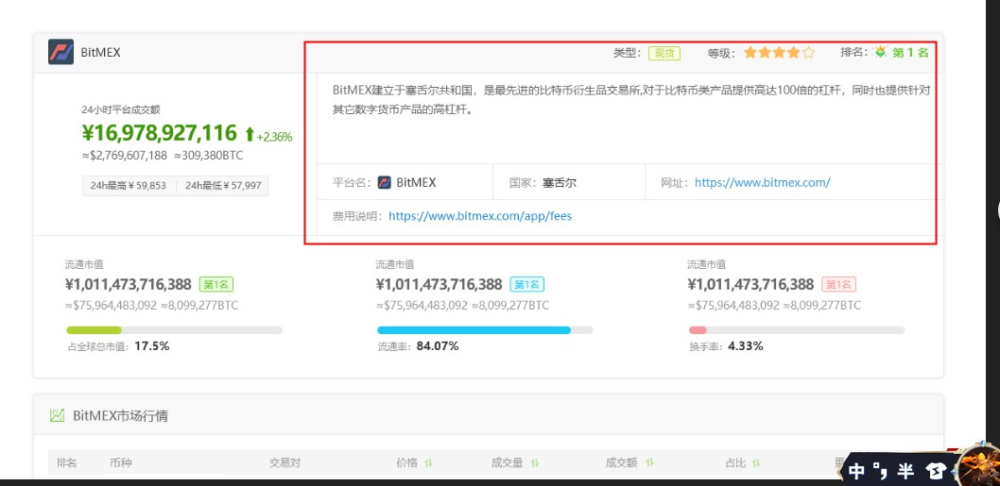 BitMEX
类型: 现货 等级: 排名: 第 1 名
24小时平台成交额
¥16,978,927,116 +2.36%
≈$2,769,607,188 ≈309,380BTC
24h最高¥59,853 24h最低¥57,997
BitMEX建立于塞舌尔共和国，是最先进的比特币衍生品交易所,对于比特币类产品提供高达100倍的杠杆，同时也提供针对
其它数字货币产品的高杠杆。
平台名: BitMEX 国家: 塞舌尔 网址: https://www.bitmex.com/
费用说明: https://www.bitmex.com/app/fees
流通市值 流通市值 流通市值
¥1,011,473,716,388 第1名 ¥1,011,473,716,388 第1名 ¥1,011,473,716,388 第1名
≈$75,964,483,092 ≈8,099,277BTC ≈$75,964,483,092 ≈8,099,277BTC ≈$75,964,483,092 ≈8,099,277BTC
占全球总市值: 17.5% 流通率: 84.07% 换手率: 4.33%
BitMEX市场行情
排名 币种 交易对 价格 成交量 成交额 占比
中 半